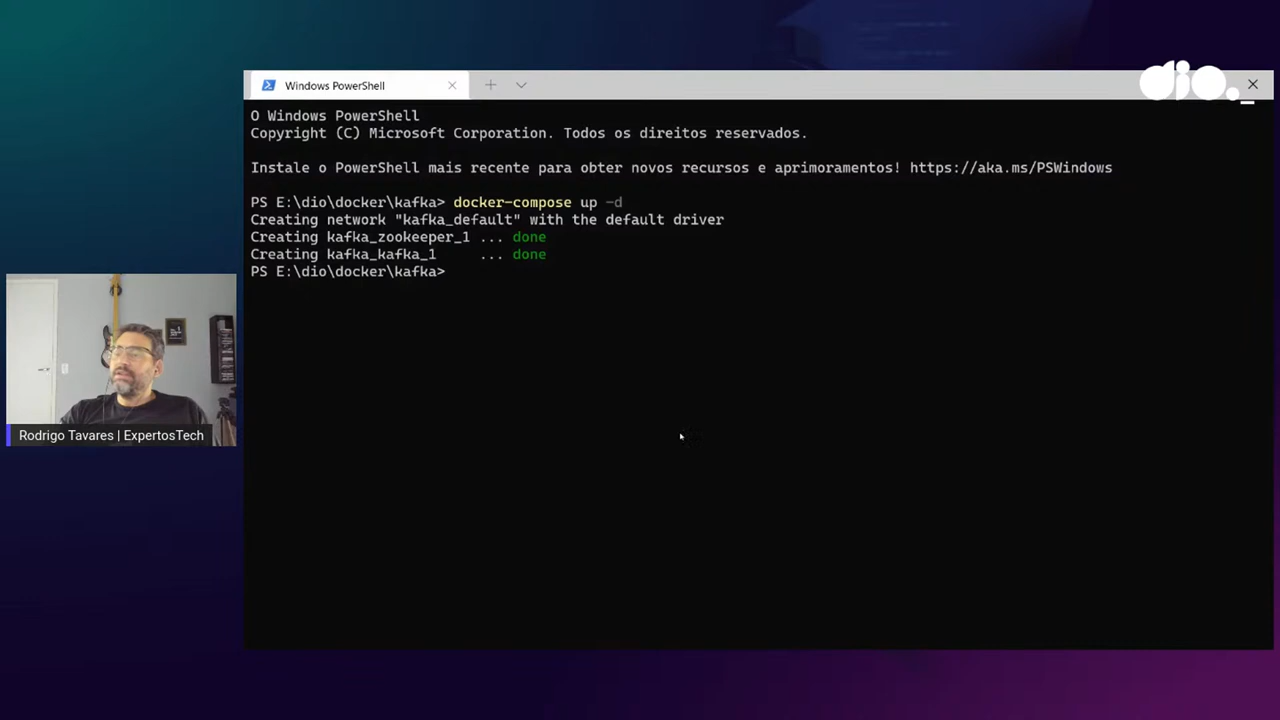 dio._
Windows PowerShell
O Windows PowerShell
Copyright (C) Microsoft Corporation. Todos os direitos reservados.
Instale o PowerShell mais recente para obter novos recursos e aprimoramentos! https://aka.ms/PSWindows
PS E:\dio\docker\kafka> docker-compose up -d
Creating network "kafka_default" with the default driver
Creating kafka_zookeeper_1 ... done
Creating kafka_kafka_1     ... done
PS E:\dio\docker\kafka>
Rodrigo Tavares | ExpertosTech